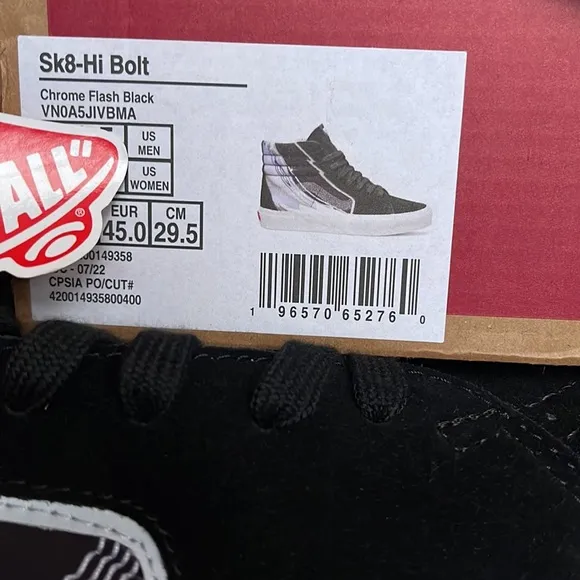 Sk8-Hi Bolt
Chrome Flash Black
VN0A5JIVBMA
US
MEN
US
WOMEN
ALL"
®
EUR
CM
45.0
29.5
00149358
- 07/22
CPSIA PO/CUT#
420014935800400
1 96570 65276 0